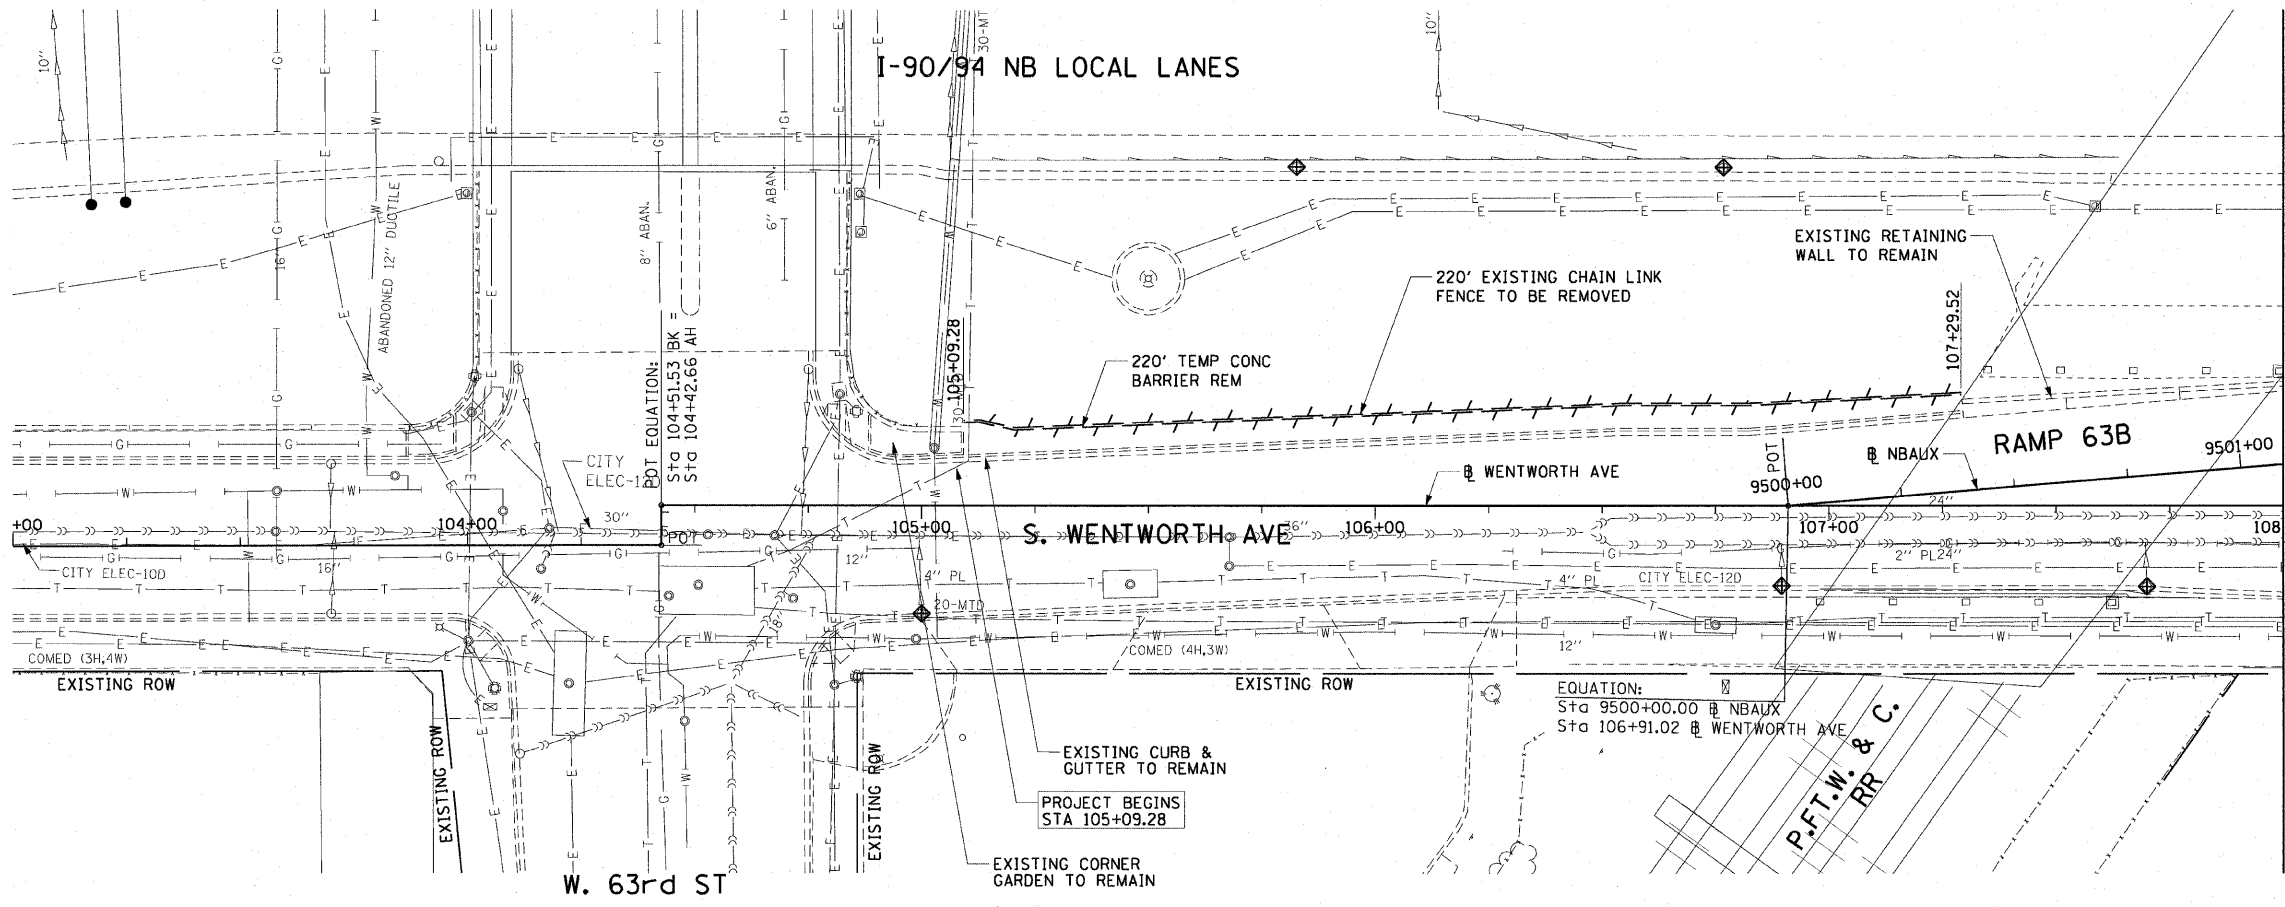 I-90/94 NB LOCAL LANES
10"
10"
30-MT
16"
ABANDONED 12" DUCTILE
8" ABAN.
6" ABAN.
POT EQUATION:
Sta 104+51.53 BK =
Sta 104+42.66 AH
105+09.28
107+29.52
EXISTING RETAINING
WALL TO REMAIN
220' EXISTING CHAIN LINK
FENCE TO BE REMOVED
220' TEMP CONC
BARRIER REM
RAMP 63B
NBAUX
9501+00
POT
9500+00
24"
WENTWORTH AVE
CITY
ELEC-12D
+00
104+00
30"
POT
105+00
S. WENTWORTH AVE
36"
106+00
107+00
108
CITY ELEC-10D
16"
12"
4" PL
4" PL
CITY ELEC-12D
2" PL24"
20-MTD
18"
12"
COMED (3H,4W)
COMED (4H,3W)
EXISTING ROW
EXISTING ROW
EXISTING ROW
EXISTING ROW
EQUATION:
Sta 9500+00.00 NBAUX
Sta 106+91.02 WENTWORTH AVE
EXISTING CURB &
GUTTER TO REMAIN
PROJECT BEGINS
STA 105+09.28
EXISTING CORNER
GARDEN TO REMAIN
P.FT.W. & C.
RR
W. 63rd ST